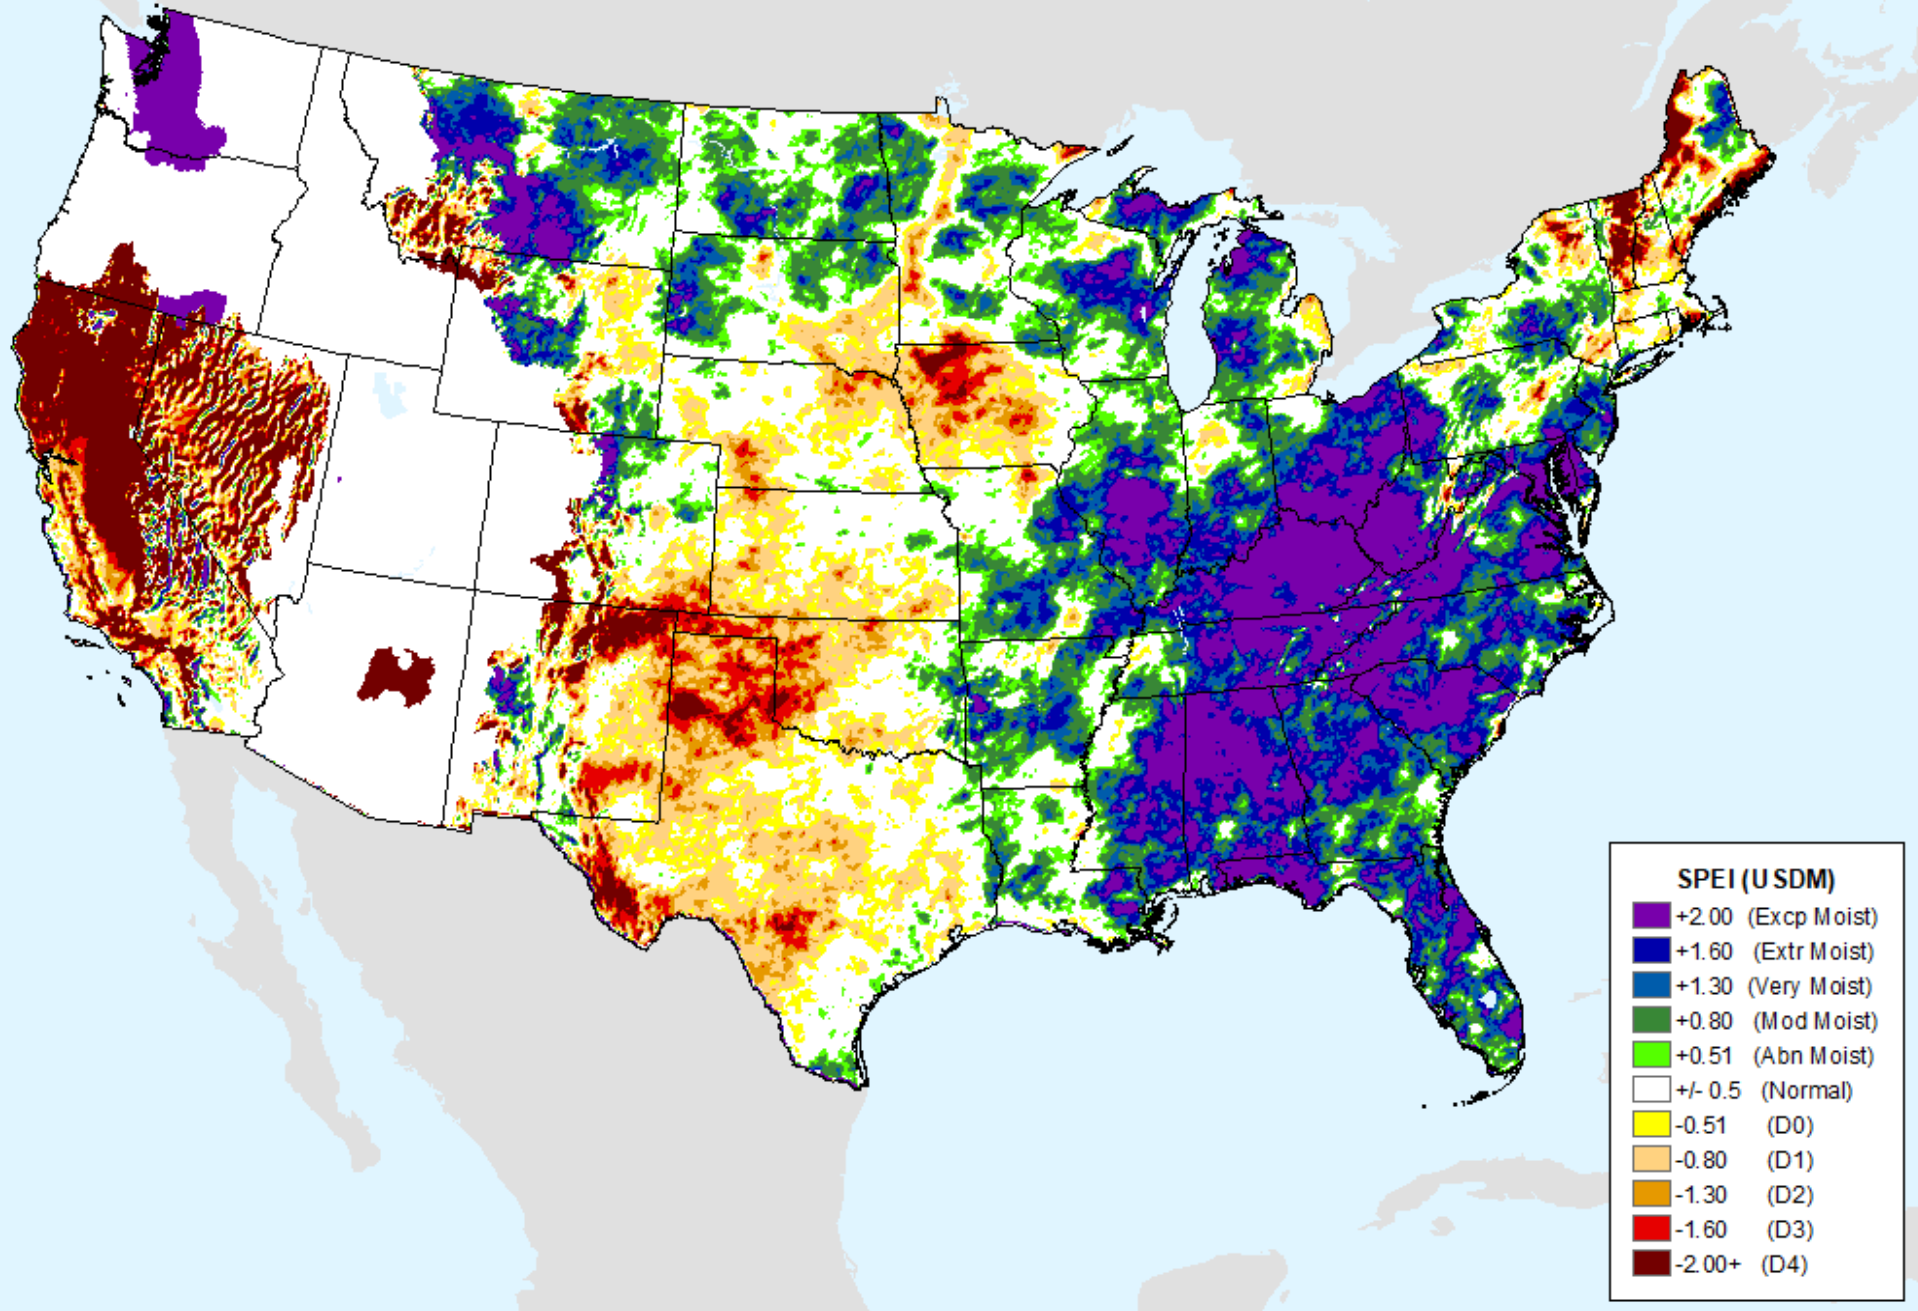 SPEI (USDM)
+2.00 (Excp Moist)
+1.60 (Extr Moist)
+1.30 (Very Moist)
+0.80 (Mod Moist)
+0.51 (Abn Moist)
+/- 0.5 (Normal)
-0.51 (D0)
-0.80 (D1)
-1.30 (D2)
-1.60 (D3)
-2.00+ (D4)